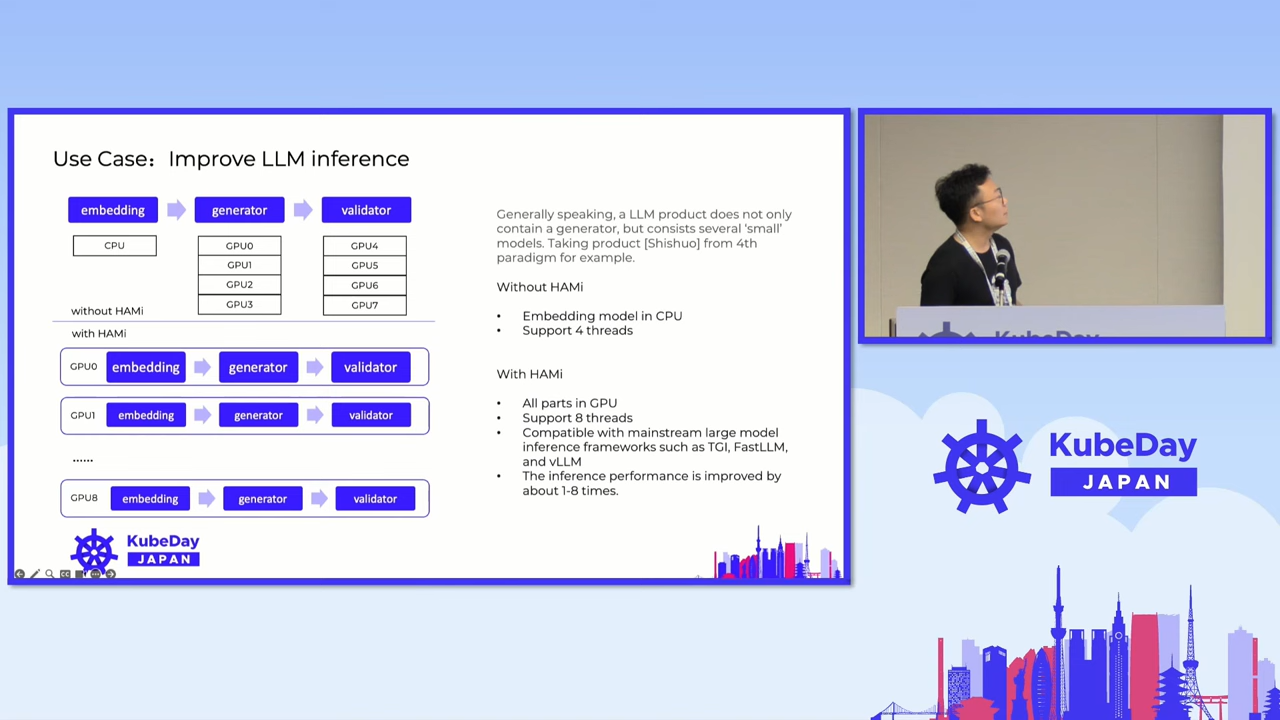 Use Case： Improve LLM inference
embedding
generator
validator
CPU
GPU0
GPU4
GPU1
GPU5
GPU2
GPU6
GPU3
GPU7
without HAMi
with HAMi
GPU0
embedding
generator
validator
GPU1
embedding
generator
validator
......
GPU8
embedding
generator
validator
Generally speaking, a LLM product does not only
contain a generator, but consists several 'small'
models. Taking product [Shishuo] from 4th
paradigm for example.
Without HAMi
• Embedding model in CPU
• Support 4 threads
With HAMi
• All parts in GPU
• Support 8 threads
• Compatible with mainstream large model
inference frameworks such as TGI, FastLLM,
and vLLM
• The inference performance is improved by
about 1-8 times.
KubeDay
JAPAN
KubeDay
KubeDay
JAPAN